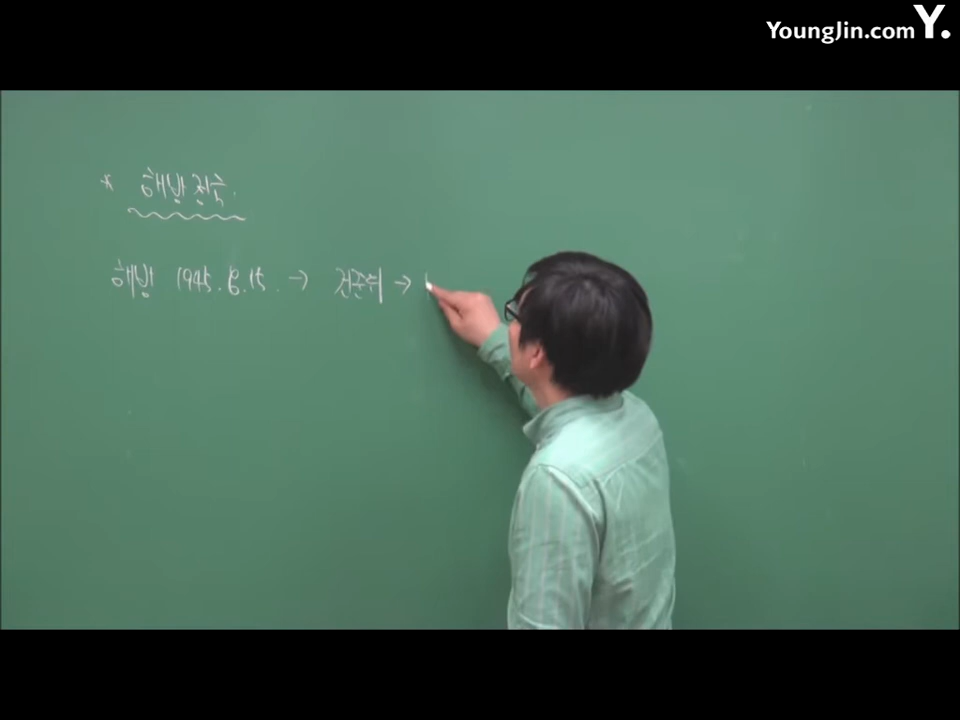 YoungJin.com Y.
* 해방 전후.
해방 1945. 8. 15. → 건준위 →